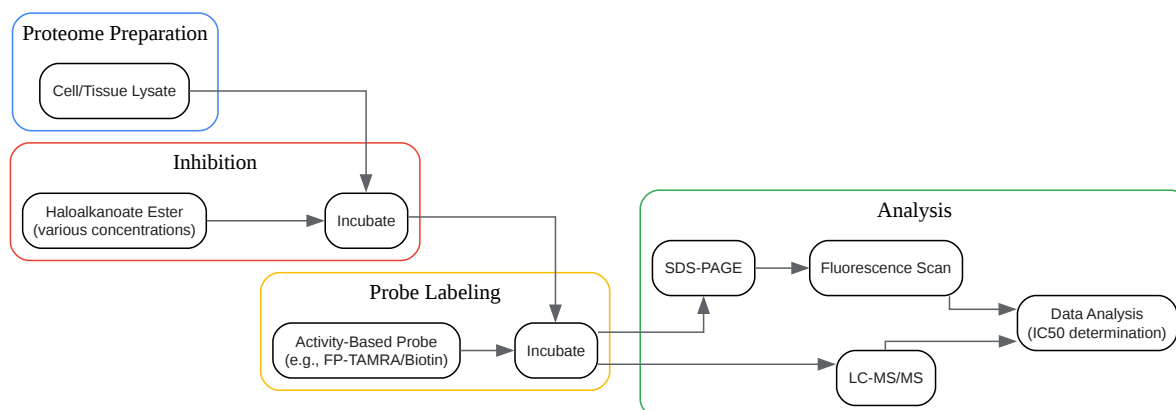 Proteome Preparation
Cell/Tissue Lysate
Inhibition
Haloalkanoate Ester
(various concentrations)
Incubate
Probe Labeling
Activity-Based Probe
(e.g., FP-TAMRA/Biotin)
Incubate
Analysis
SDS-PAGE
Fluorescence Scan
LC-MS/MS
Data Analysis
(IC50 determination)